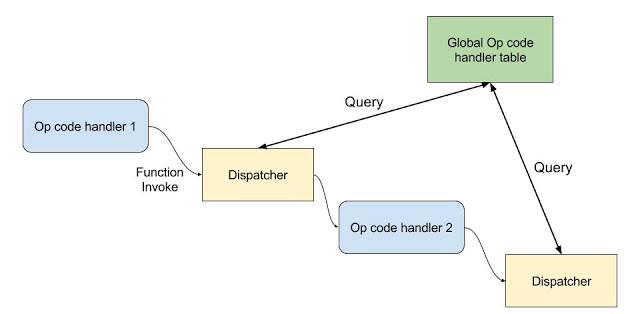 Global Op code
handler table
Query
Op code handler 1
Function
Invoke
Dispatcher
Query
Op code handler 2
Dispatcher